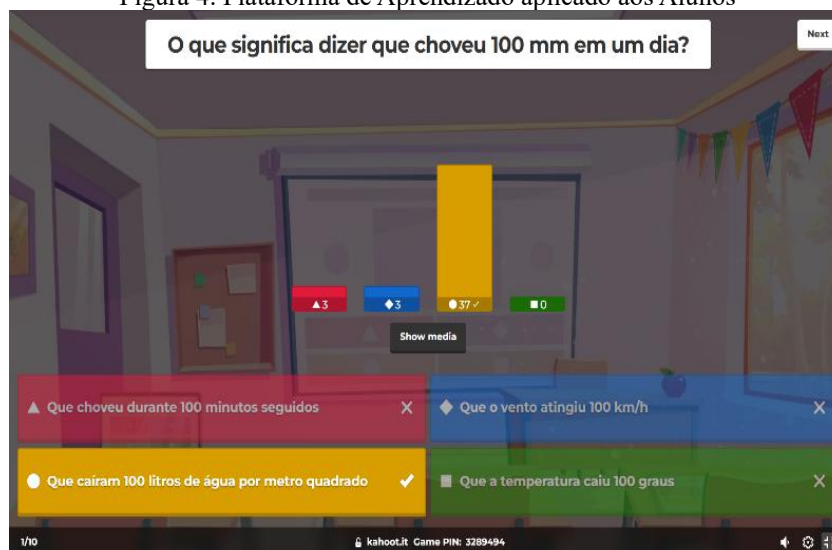 Figura 4: Plataforma de Aprendizado aplicado aos Alunos
O que significa dizer que choveu 100 mm em um dia?
Next
3
3
37
0
Show media
Que choveu durante 100 minutos seguidos
Que o vento atingiu 100 km/h
Que caíram 100 litros de água por metro quadrado
Que a temperatura caiu 100 graus
1/10
kahoot.it Game PIN: 3289494